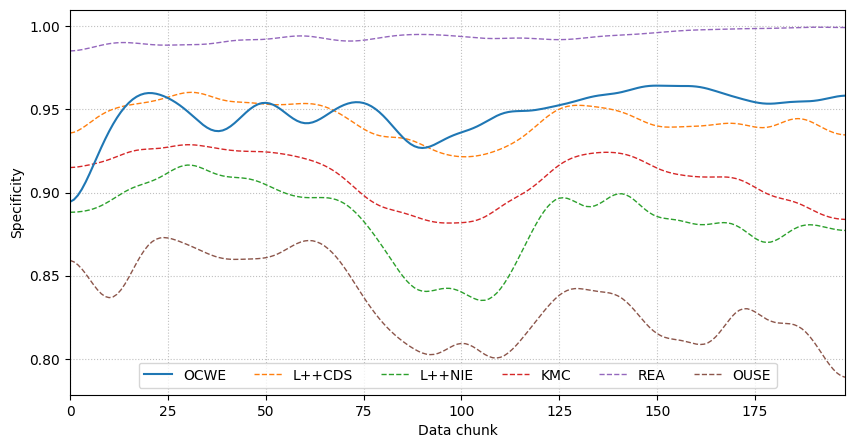 1.00
0.95
0.90
0.85
0.80
Specificity
OCWE L++CDS L++NIE KMC REA OUSE
0 25 50 75 100 125 150 175
Data chunk